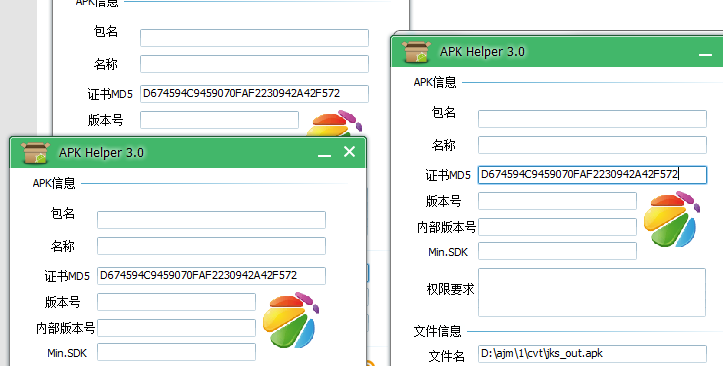 APK信息
包名
名称
证书MD5 D674594C9459070FAF2230942A42F572
版本号
APK Helper 3.0
APK信息
包名
名称
证书MD5 D674594C9459070FAF2230942A42F572
版本号
内部版本号
Min.SDK
APK Helper 3.0
APK信息
包名
名称
证书MD5 D674594C9459070FAF2230942A42F572
版本号
内部版本号
Min.SDK
权限要求
文件信息
文件名 D:\ajm\1\cvt\jks_out.apk